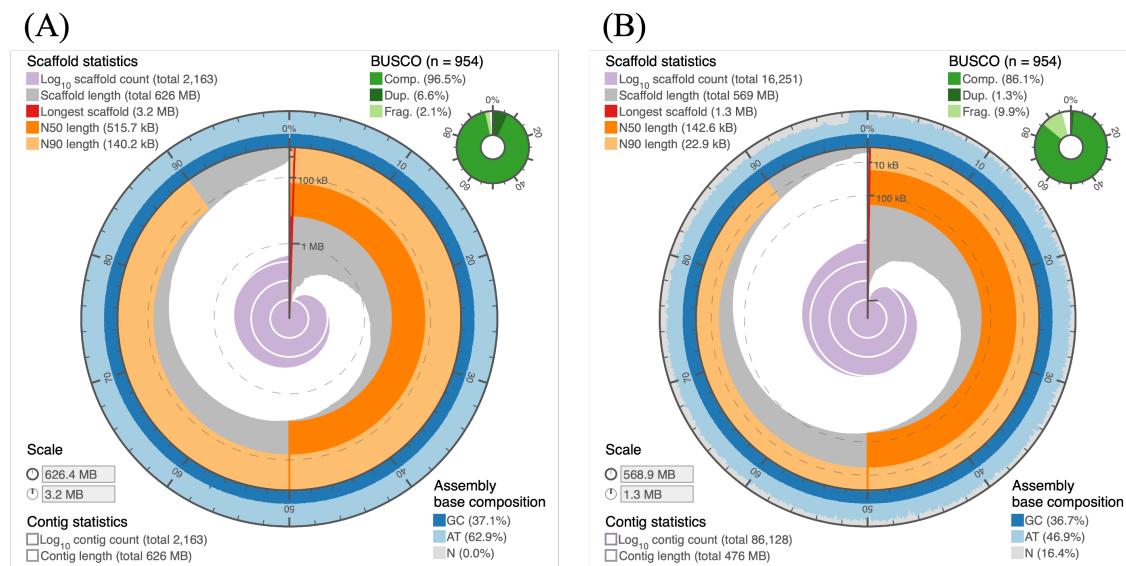 (A)
Scaffold statistics
Log10 scaffold count (total 2,163)
Scaffold length (total 626 MB)
Longest scaffold (3.2 MB)
N50 length (515.7 kB)
N90 length (140.2 kB)
BUSCO (n = 954)
Comp. (96.5%)
Dup. (6.6%)
Frag. (2.1%)
0%
20
40
60
80
0%
10
20
30
40
50
60
70
80
90
100 kB
1 MB
Scale
626.4 MB
3.2 MB
Contig statistics
Log10 contig count (total 2,163)
Contig length (total 626 MB)
Assembly
base composition
GC (37.1%)
AT (62.9%)
N (0.0%)
(B)
Scaffold statistics
Log10 scaffold count (total 16,251)
Scaffold length (total 569 MB)
Longest scaffold (1.3 MB)
N50 length (142.6 kB)
N90 length (22.9 kB)
BUSCO (n = 954)
Comp. (86.1%)
Dup. (1.3%)
Frag. (9.9%)
0%
20
40
60
80
0%
10
20
30
40
50
60
70
80
90
10 kB
100 kB
Scale
568.9 MB
1.3 MB
Contig statistics
Log10 contig count (total 86,128)
Contig length (total 476 MB)
Assembly
base composition
GC (36.7%)
AT (46.9%)
N (16.4%)